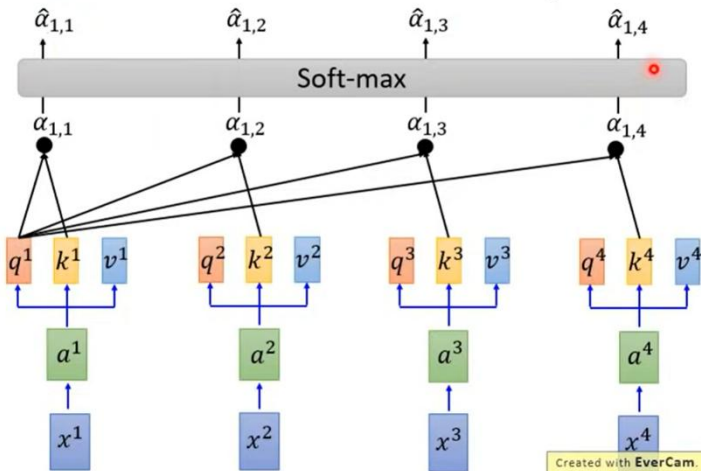 α̂₁,₁ α̂₁,₂ α̂₁,₃ α̂₁,₄
Soft-max
α₁,₁ α₁,₂ α₁,₃ α₁,₄
q¹ k¹ v¹ q² k² v² q³ k³ v³ q⁴ k⁴ v⁴
a¹ a² a³ a⁴
x¹ x² x³ x⁴
Created with EverCam.